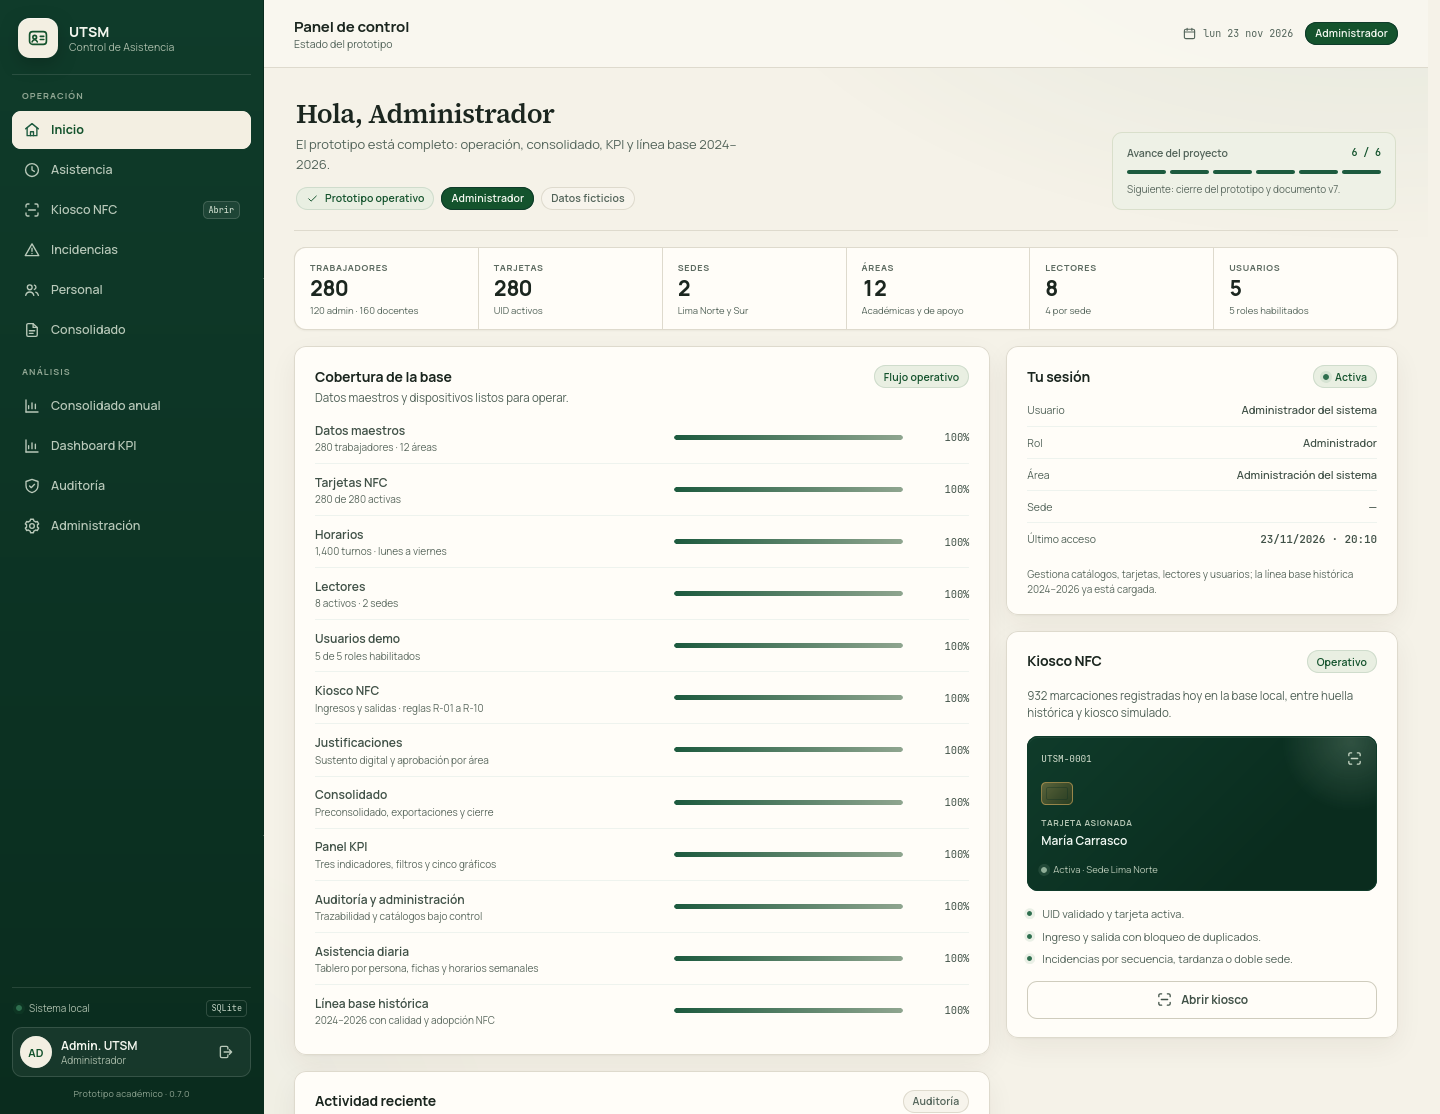 UTSM
Control de Asistencia
OPERACIÓN
Inicio
Asistencia
Kiosco NFC
Abrir
Incidencias
Personal
Consolidado
ANÁLISIS
Consolidado anual
Dashboard KPI
Auditoría
Administración
Sistema local
SQLite
AD
Admin. UTSM
Administrador
Prototipo académico · 0.7.0
Panel de control
Estado del prototipo
lun 23 nov 2026
Administrador
Hola, Administrador
El prototipo está completo: operación, consolidado, KPI y línea base 2024–
2026.
Prototipo operativo
Administrador
Datos ficticios
Avance del proyecto
6 / 6
Siguiente: cierre del prototipo y documento v7.
TRABAJADORES
280
120 admin · 160 docentes
TARJETAS
280
UID activos
SEDES
2
Lima Norte y Sur
ÁREAS
12
Académicas y de apoyo
LECTORES
8
4 por sede
USUARIOS
5
5 roles habilitados
Cobertura de la base
Flujo operativo
Datos maestros y dispositivos listos para operar.
Datos maestros
280 trabajadores · 12 áreas
100%
Tarjetas NFC
280 de 280 activas
100%
Horarios
1,400 turnos · lunes a viernes
100%
Lectores
8 activos · 2 sedes
100%
Usuarios demo
5 de 5 roles habilitados
100%
Kiosco NFC
Ingresos y salidas · reglas R-01 a R-10
100%
Justificaciones
Sustento digital y aprobación por área
100%
Consolidado
Preconsolidado, exportaciones y cierre
100%
Panel KPI
Tres indicadores, filtros y cinco gráficos
100%
Auditoría y administración
Trazabilidad y catálogos bajo control
100%
Asistencia diaria
Tablero por persona, fichas y horarios semanales
100%
Línea base histórica
2024–2026 con calidad y adopción NFC
100%
Actividad reciente
Auditoría
Tu sesión
Activa
Usuario
Administrador del sistema
Rol
Administrador
Área
Administración del sistema
Sede
—
Último acceso
23/11/2026 · 20:10
Gestiona catálogos, tarjetas, lectores y usuarios; la línea base histórica
2024–2026 ya está cargada.
Kiosco NFC
Operativo
932 marcaciones registradas hoy en la base local, entre huella
histórica y kiosco simulado.
UTSM-0001
TARJETA ASIGNADA
María Carrasco
Activa · Sede Lima Norte
UID validado y tarjeta activa.
Ingreso y salida con bloqueo de duplicados.
Incidencias por secuencia, tardanza o doble sede.
Abrir kiosco